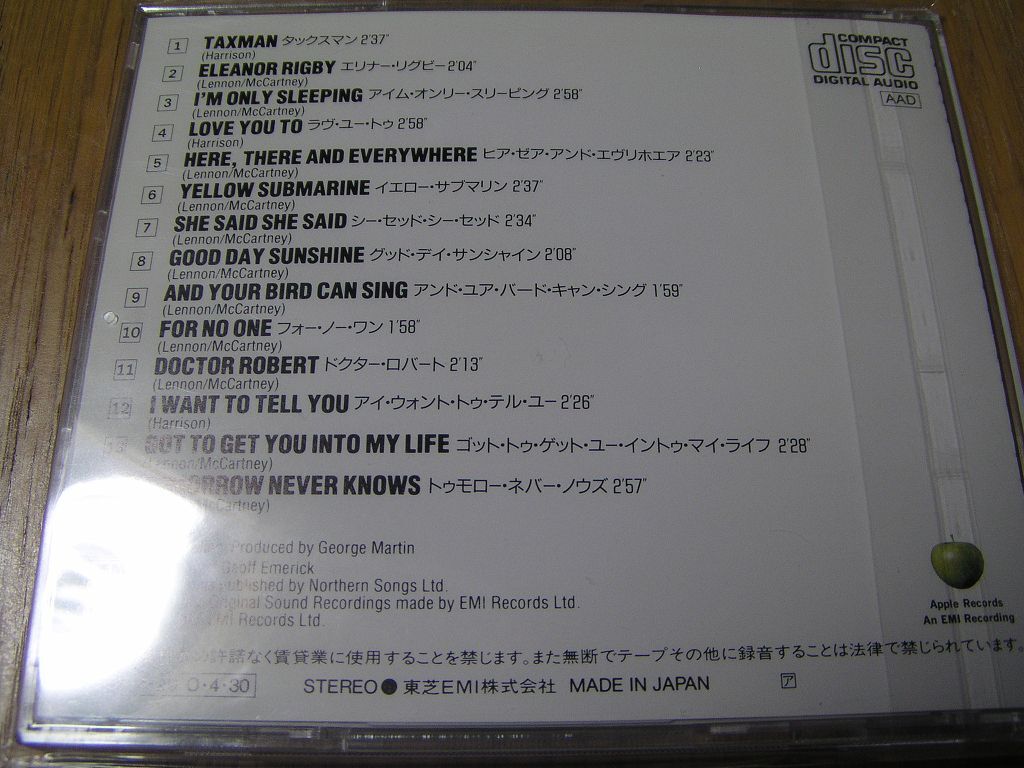 1 TAXMAN タックスマン 2'37"
(Harrison)
2 ELEANOR RIGBY エリナー・リグビー 2'04"
(Lennon/McCartney)
3 I'M ONLY SLEEPING アイム・オンリー・スリーピング 2'58"
(Lennon/McCartney)
4 LOVE YOU TO ラヴ・ユー・トゥ 2'58"
(Harrison)
5 HERE, THERE AND EVERYWHERE ヒア・ゼア・アンド・エヴリホエア 2'23"
(Lennon/McCartney)
6 YELLOW SUBMARINE イエロー・サブマリン 2'37"
(Lennon/McCartney)
7 SHE SAID SHE SAID シー・セッド・シー・セッド 2'34"
(Lennon/McCartney)
8 GOOD DAY SUNSHINE グッド・デイ・サンシャイン 2'08"
(Lennon/McCartney)
9 AND YOUR BIRD CAN SING アンド・ユア・バード・キャン・シング 1'59"
(Lennon/McCartney)
10 FOR NO ONE フォー・ノー・ワン 1'58"
(Lennon/McCartney)
11 DOCTOR ROBERT ドクター・ロバート 2'13"
(Lennon/McCartney)
12 I WANT TO TELL YOU アイ・ウォント・トゥ・テル・ユー 2'26"
(Harrison)
13 GOT TO GET YOU INTO MY LIFE ゴット・トゥ・ゲット・ユー・イントゥ・マイ・ライフ 2'28"
(Lennon/McCartney)
NEVER KNOWS トゥモロー・ネバー・ノウズ 2'57"
Produced by George Martin
Geoff Emerick
published by Northern Songs Ltd.
Original Sound Recordings made by EMI Records Ltd.
EMI Records Ltd.
許諾なく賃貸業に使用することを禁じます。また無断でテープその他に録音することは法律で禁じられています。
0・4・30 STEREO● 東芝EMI株式会社 MADE IN JAPAN ア
COMPACT
disc
DIGITAL AUDIO
AAD
Apple Records
An EMI Recording